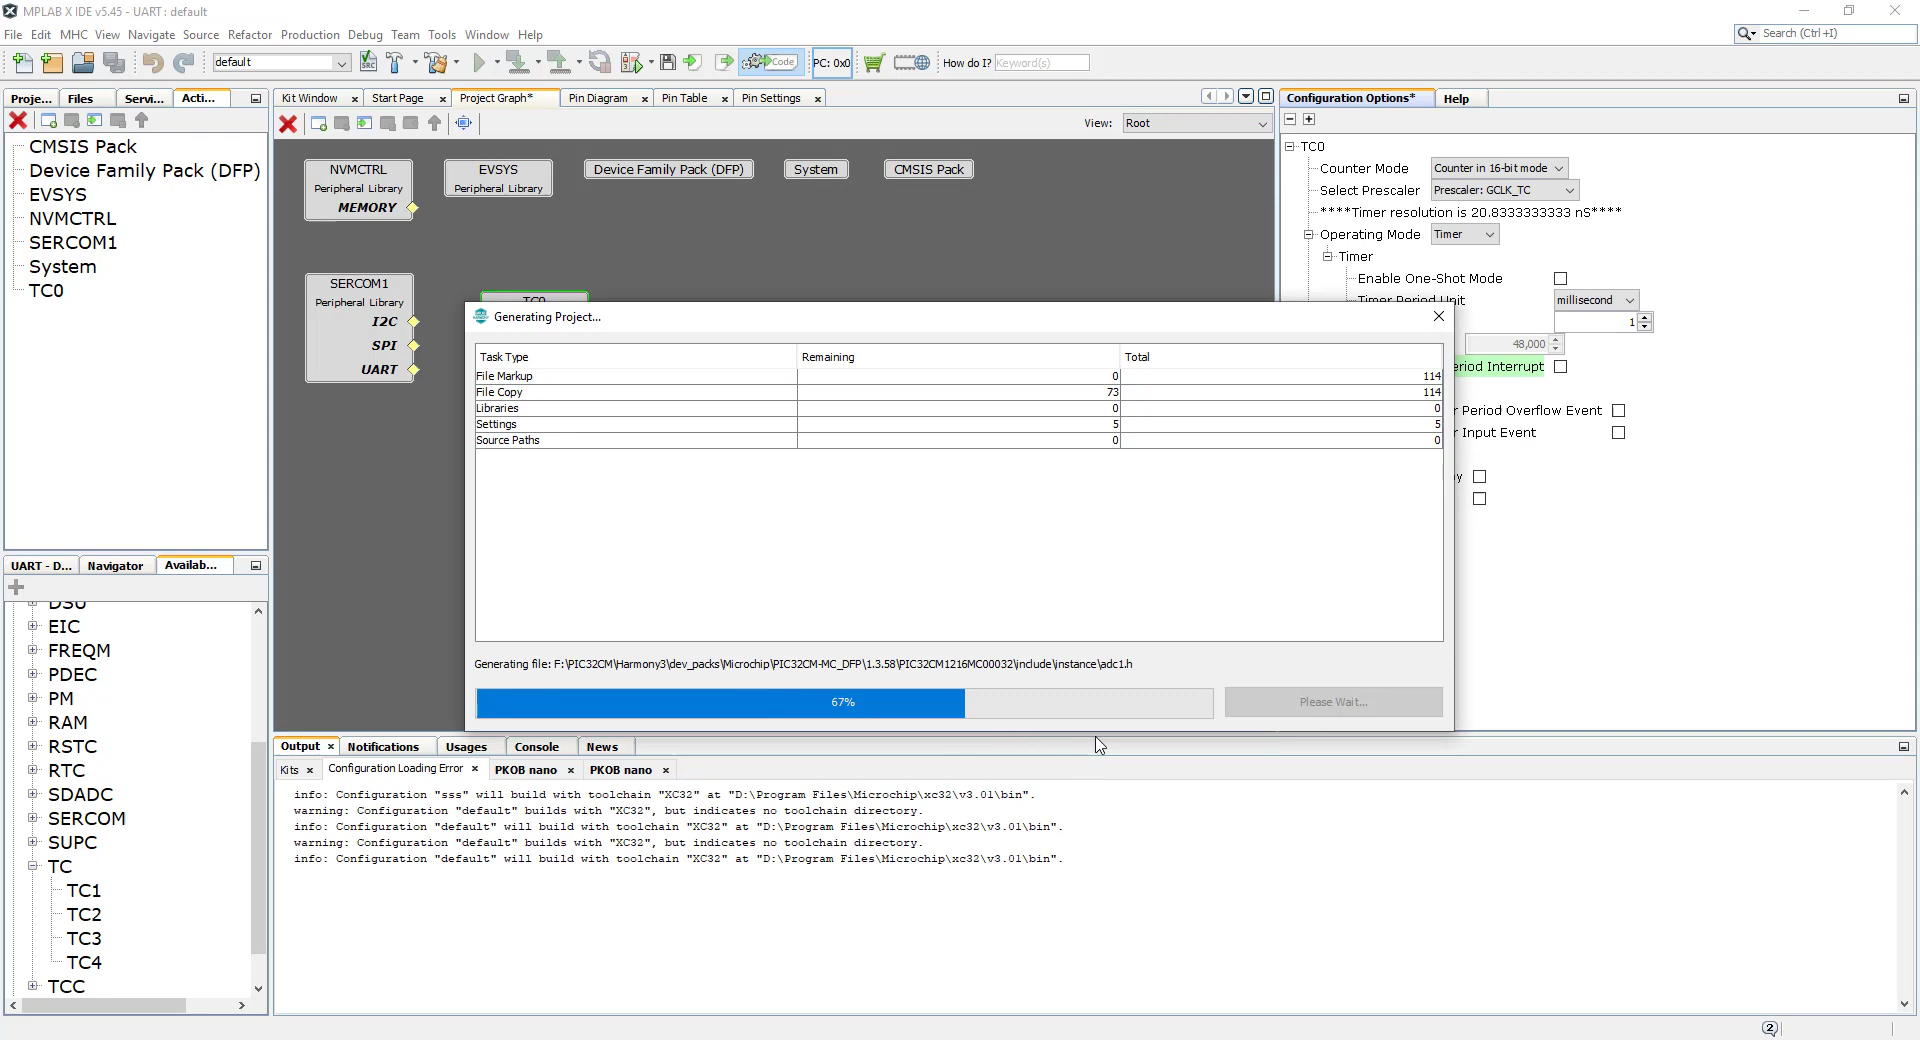 MPLAB X IDE v5.45 - UART : default
File Edit MHC View Navigate Source Refactor Production Debug Team Tools Window Help
Search (Ctrl+I)
default
Code
PC: 0x0
How do I? Keyword(s)
Proje... Files Servi... Acti...
CMSIS Pack
Device Family Pack (DFP)
EVSYS
NVMCTRL
SERCOM1
System
TC0
UART - D... Navigator Availab...
DSU
EIC
FREQM
PDEC
PM
RAM
RSTC
RTC
SDADC
SERCOM
SUPC
TC
TC1
TC2
TC3
TC4
TCC
Kit Window Start Page Project Graph* Pin Diagram Pin Table Pin Settings
View: Root
NVMCTRL
Peripheral Library
MEMORY
EVSYS
Peripheral Library
Device Family Pack (DFP)
System
CMSIS Pack
SERCOM1
Peripheral Library
I2C
SPI
UART
TC0
Generating Project...
Task Type Remaining Total
File Markup 0 114
File Copy 73 114
Libraries 0 0
Settings 5 5
Source Paths 0 0
Generating file: F:\PIC32CM\Harmony3\dev_packs\Microchip\PIC32CM-MC_DFP\1.3.58\PIC32CM1216MC00032\include\instance\adc1.h
67%
Please Wait...
Configuration Options* Help
TC0
Counter Mode Counter in 16-bit mode
Select Prescaler Prescaler: GCLK_TC
****Timer resolution is 20.8333333333 nS****
Operating Mode Timer
Timer
Enable One-Shot Mode
Timer Period Unit millisecond
1
48,000
eriod Interrupt
r Period Overflow Event
r Input Event
y
Output Notifications Usages Console News
Kits Configuration Loading Error PKOB nano PKOB nano
info: Configuration "sss" will build with toolchain "XC32" at "D:\Program Files\Microchip\xc32\v3.01\bin".
warning: Configuration "default" builds with "XC32", but indicates no toolchain directory.
info: Configuration "default" will build with toolchain "XC32" at "D:\Program Files\Microchip\xc32\v3.01\bin".
warning: Configuration "default" builds with "XC32", but indicates no toolchain directory.
info: Configuration "default" will build with toolchain "XC32" at "D:\Program Files\Microchip\xc32\v3.01\bin".
2